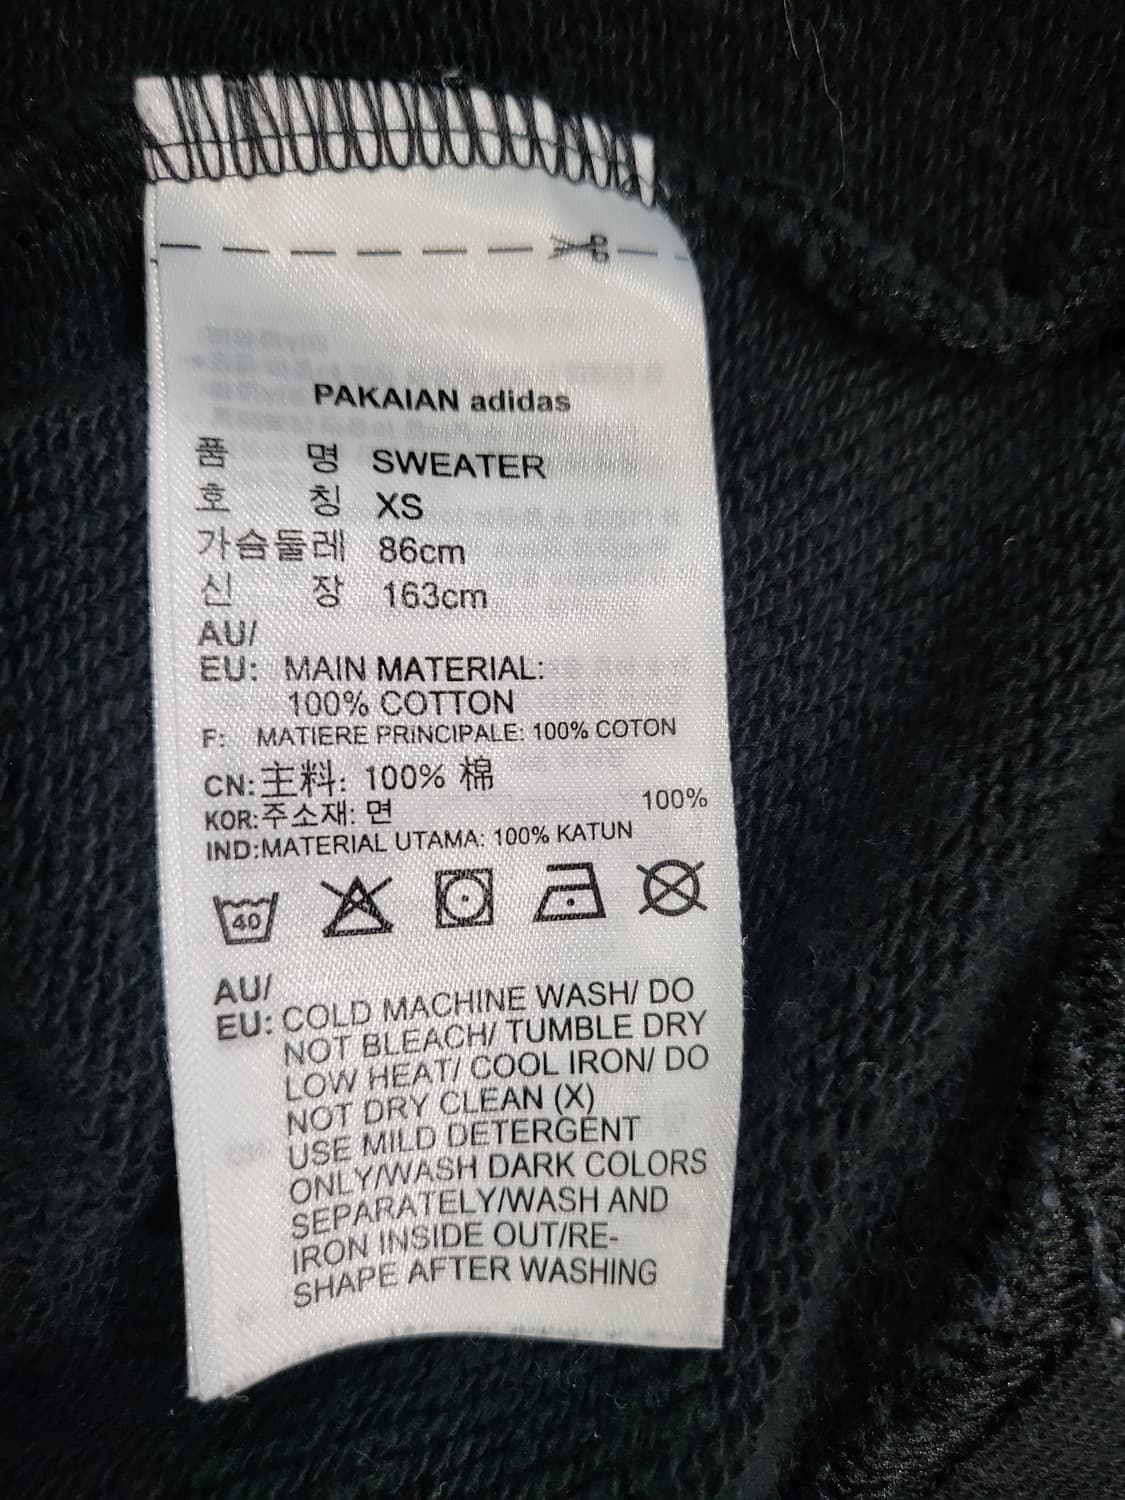 PAKAIAN adidas
품 명 SWEATER
호 칭 XS
가슴둘레 86cm
신 장 163cm
AU/
EU: MAIN MATERIAL:
100% COTTON
F: MATIERE PRINCIPALE: 100% COTON
CN:主料: 100% 棉
KOR:주소재: 면 100%
IND:MATERIAL UTAMA: 100% KATUN
40
AU/
EU: COLD MACHINE WASH/ DO
NOT BLEACH/ TUMBLE DRY
LOW HEAT/ COOL IRON/ DO
NOT DRY CLEAN (X)
USE MILD DETERGENT
ONLY/WASH DARK COLORS
SEPARATELY/WASH AND
IRON INSIDE OUT/RE-
SHAPE AFTER WASHING